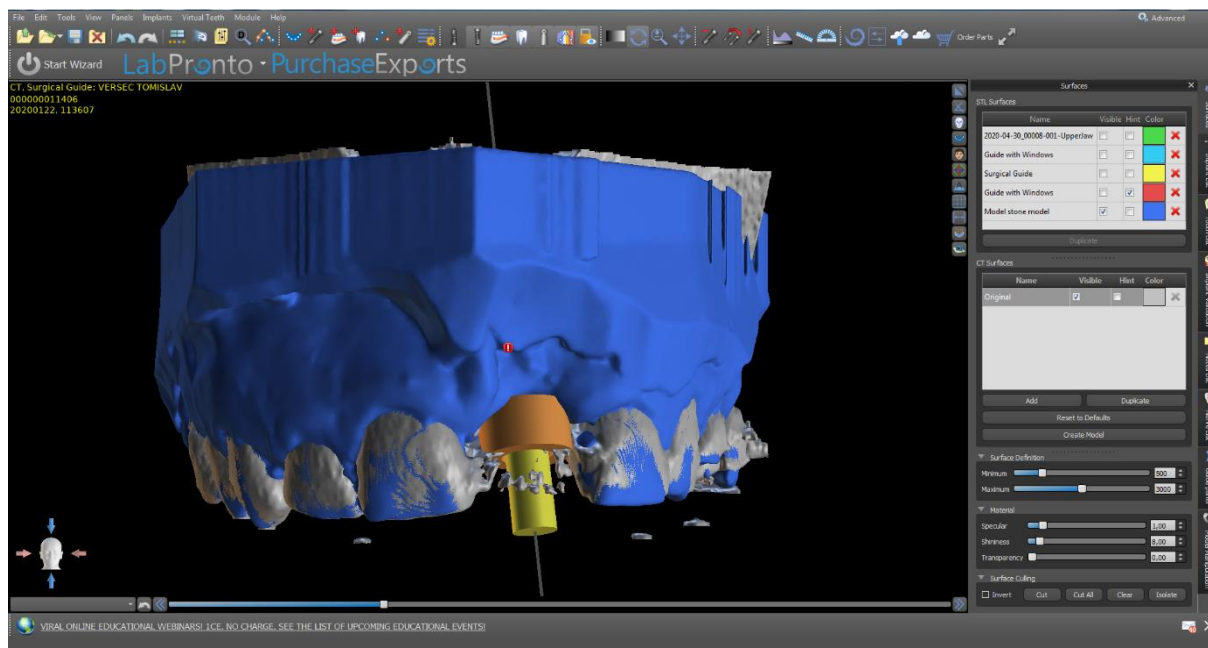 File Edit Tools View Panels Implants Virtual Teeth Module Help
Advanced
Order Parts
Start Wizard LabPronto · PurchaseExports
CT, Surgical Guide: VERSEC TOMISLAV
000000011406
20200122, 113607
Surfaces
STL Surfaces
Name Visible Hint Color
2020-04-30_00008-001-UpperJaw
Guide with Windows
Surgical Guide
Guide with Windows
Model stone model
Duplicate
CT Surfaces
Name Visible Hint Color
Original
Add Duplicate
Reset to Defaults
Create Model
Surface Definition
Minimum 500
Maximum 3000
Material
Specular 1,00
Shininess 8,00
Transparency 0,00
Surface Culling
Invert Cut Cut All Clear Isolate
VIRAL ONLINE EDUCATIONAL WEBINARS! 1CE, NO CHARGE, SEE THE LIST OF UPCOMING EDUCATIONAL EVENTS!